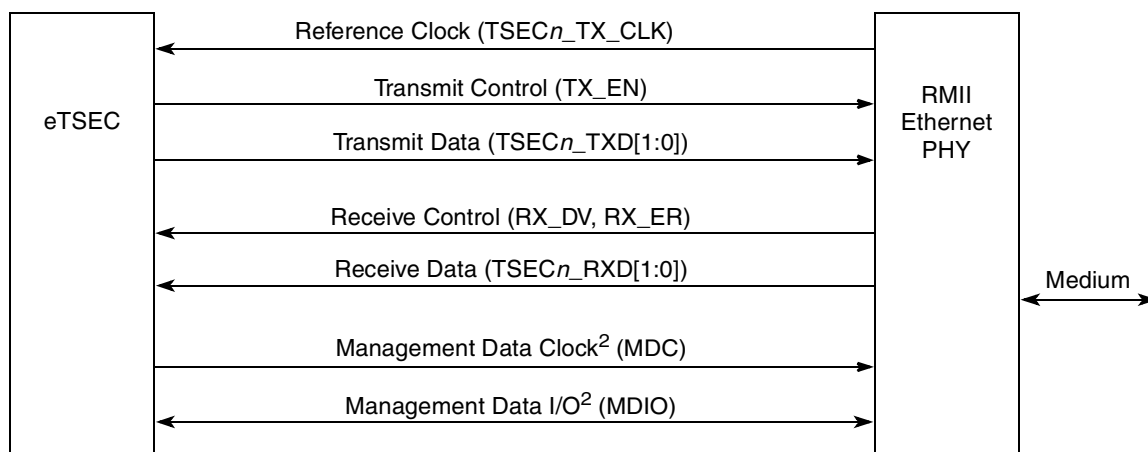 Reference Clock (TSECn_TX_CLK)
Transmit Control (TX_EN)
eTSEC
RMII
Ethernet
PHY
Transmit Data (TSECn_TXD[1:0])
Receive Control (RX_DV, RX_ER)
Receive Data (TSECn_RXD[1:0])
Medium
Management Data Clock² (MDC)
Management Data I/O² (MDIO)